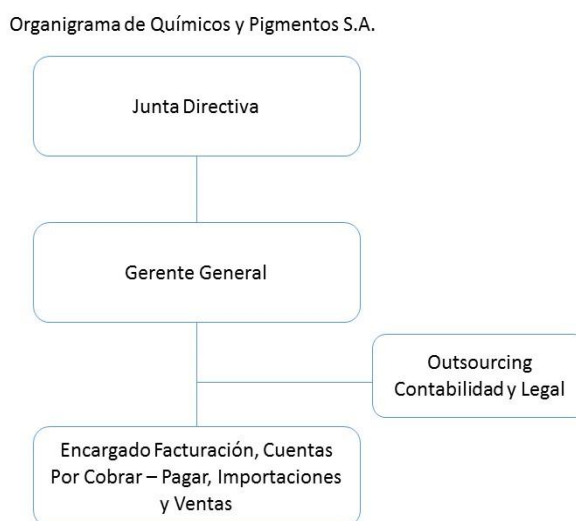 Organigrama de Químicos y Pigmentos S.A.
Junta Directiva
Gerente General
Outsourcing
Contabilidad y Legal
Encargado Facturación, Cuentas
Por Cobrar – Pagar, Importaciones
y Ventas